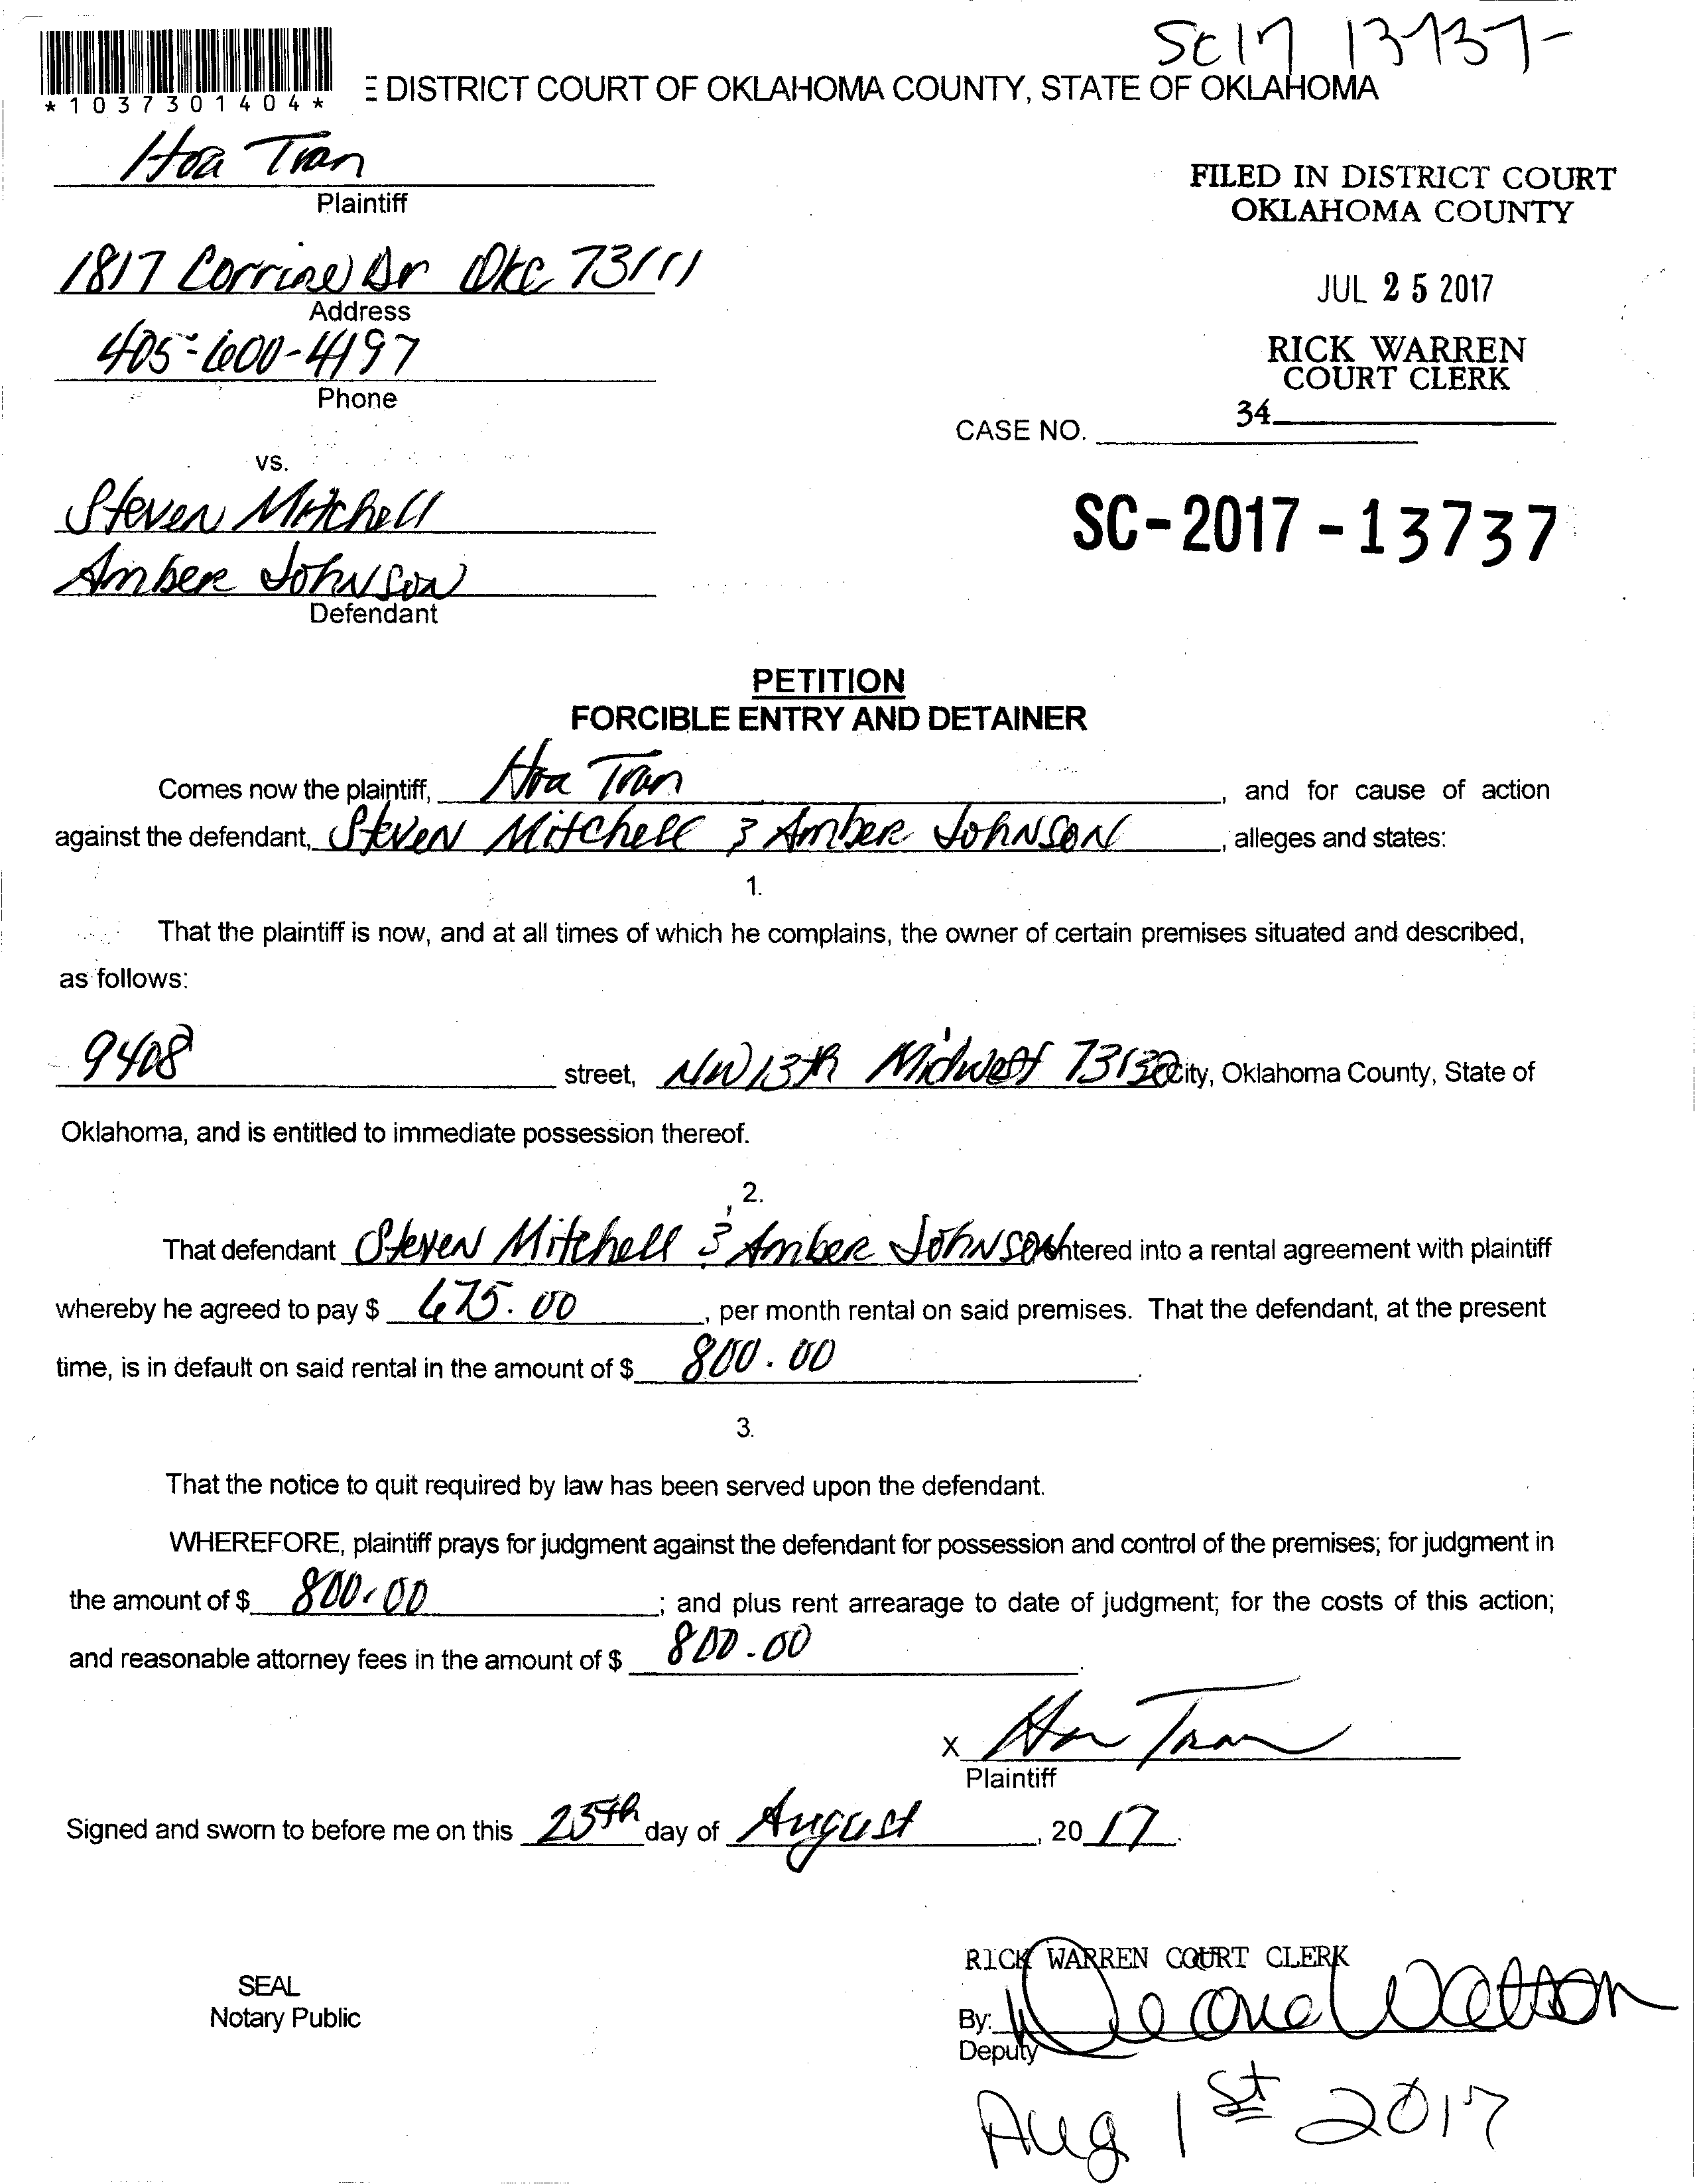 SC17 13737-
*1037301404*
E DISTRICT COURT OF OKLAHOMA COUNTY, STATE OF OKLAHOMA
Hoa Tran
Plaintiff
FILED IN DISTRICT COURT
OKLAHOMA COUNTY
1817 Corrine Dr Okc 73111
Address
JUL 25 2017
405-600-4197
Phone
RICK WARREN
COURT CLERK
34
CASE NO.
vs.
Steven Mitchell
SC-2017-13737
Amber Johnson
Defendant
PETITION
FORCIBLE ENTRY AND DETAINER
Comes now the plaintiff, Hoa Tran, and for cause of action
against the defendant, Steven Mitchell & Amber Johnson, alleges and states:
1.
That the plaintiff is now, and at all times of which he complains, the owner of certain premises situated and described,
as follows:
9408 street, NW 13th Midwest 73130 City, Oklahoma County, State of
Oklahoma, and is entitled to immediate possession thereof.
2.
That defendant Steven Mitchell & Amber Johnson entered into a rental agreement with plaintiff
whereby he agreed to pay $ 675.00, per month rental on said premises. That the defendant, at the present
time, is in default on said rental in the amount of $ 800.00.
3.
That the notice to quit required by law has been served upon the defendant.
WHEREFORE, plaintiff prays for judgment against the defendant for possession and control of the premises; for judgment in
the amount of $ 800.00; and plus rent arrearage to date of judgment; for the costs of this action;
and reasonable attorney fees in the amount of $ 800.00.
X Hoa Tran
Plaintiff
Signed and sworn to before me on this 25th day of August, 2017.
RICK WARREN COURT CLERK
SEAL
Notary Public
By: Watson
Deputy
Aug 1st 2017